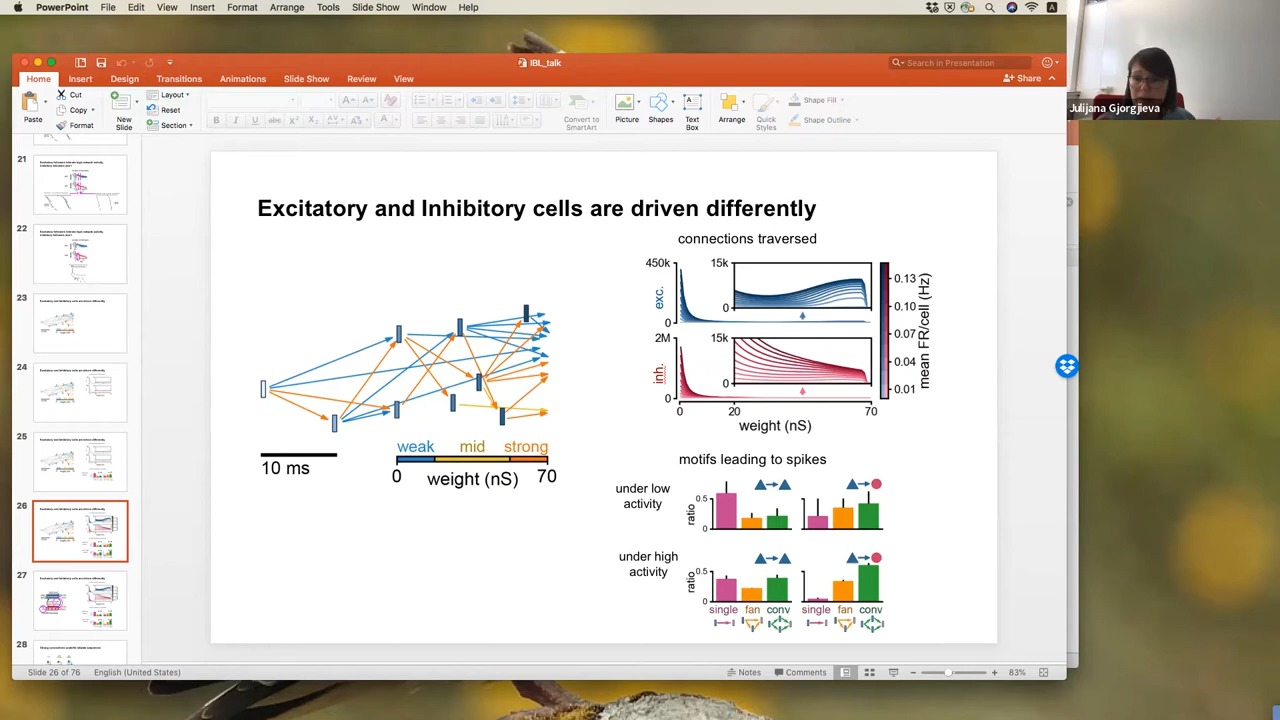 PowerPoint File Edit View Insert Format Arrange Tools Slide Show Window Help
IBL_talk
Search in Presentation
Home Insert Design Transitions Animations Slide Show Review View
Share
Paste
Cut
Copy
Format
New Slide
Layout
Reset
Section
Convert to SmartArt
Picture
Shapes
Text Box
Arrange
Quick Styles
Shape Fill
Shape Outline
Julijana Gjorgjieva
21
22
23
24
25
26
27
28
Excitatory and Inhibitory cells are driven differently
10 ms
weak mid strong
0 weight (nS) 70
connections traversed
450k
exc.
0
15k
0
2M
inh.
0
15k
0
0 20 70
weight (nS)
0.13
0.10
0.07
0.04
0.01
mean FR/cell (Hz)
motifs leading to spikes
under low activity
ratio
0.5
0
under high activity
ratio
0.5
0
single fan conv single fan conv
Slide 26 of 76 English (United States) Notes Comments 83%